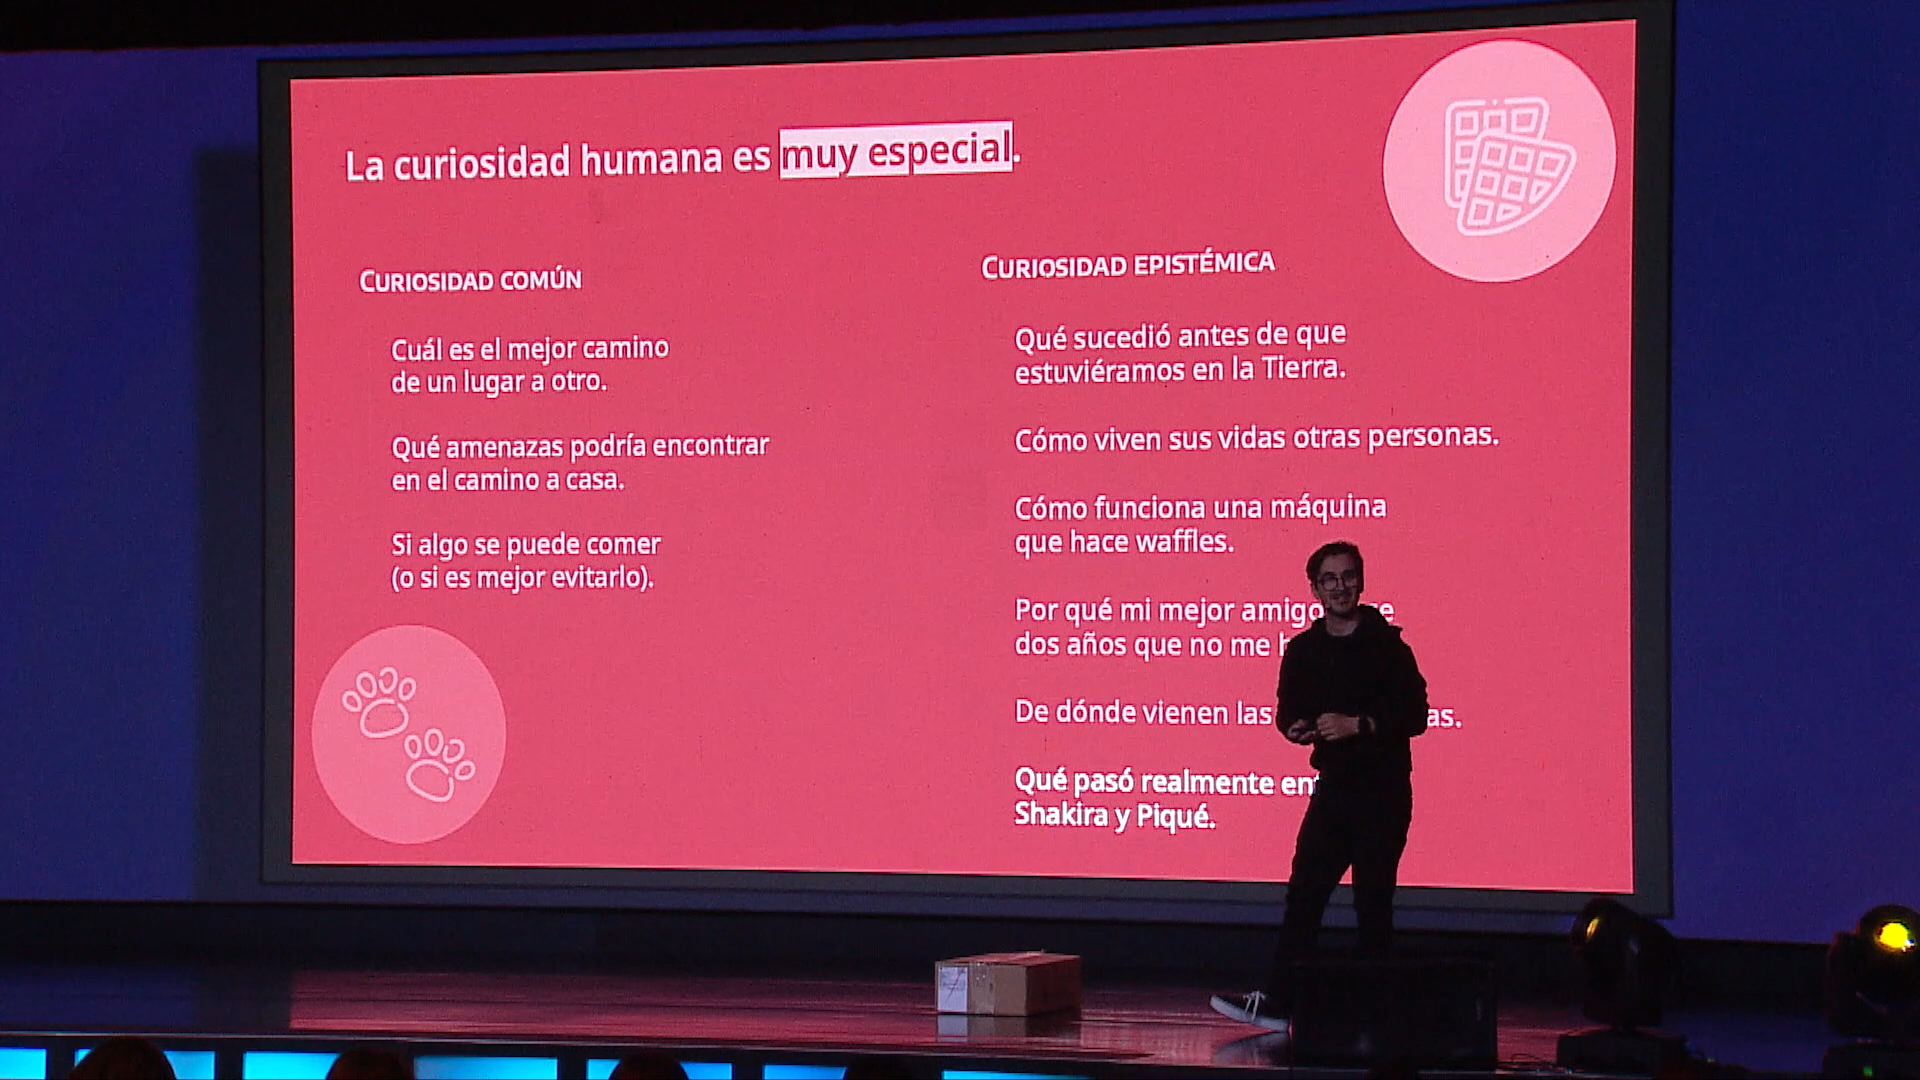 La curiosidad humana es muy especial.
CURIOSIDAD COMÚN
Cuál es el mejor camino
de un lugar a otro.
Qué amenazas podría encontrar
en el camino a casa.
Si algo se puede comer
(o si es mejor evitarlo).
CURIOSIDAD EPISTÉMICA
Qué sucedió antes de que
estuviéramos en la Tierra.
Cómo viven sus vidas otras personas.
Cómo funciona una máquina
que hace waffles.
Por qué mi mejor amigo
dos años que no me
De dónde vienen las
Qué pasó realmente
Shakira y Piqué.